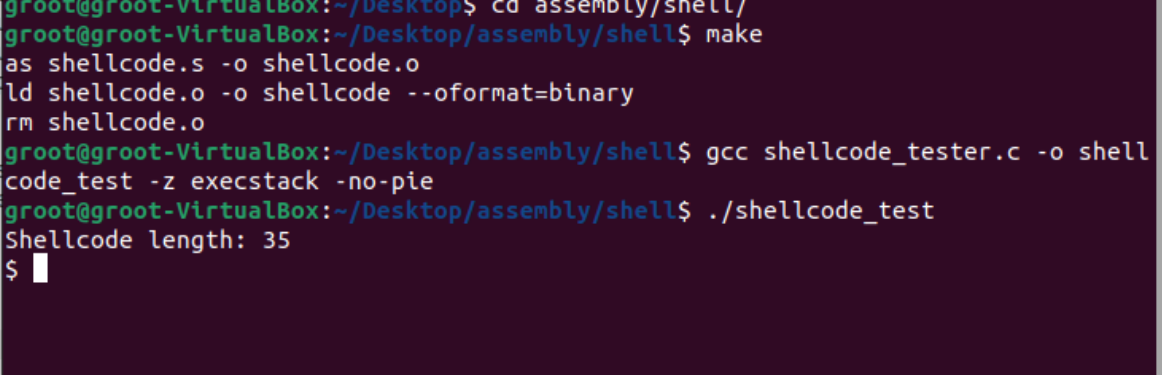 groot@groot-VirtualBox:~/Desktop$ cd assembly/shell/
groot@groot-VirtualBox:~/Desktop/assembly/shell$ make
as shellcode.s -o shellcode.o
ld shellcode.o -o shellcode --oformat=binary
rm shellcode.o
groot@groot-VirtualBox:~/Desktop/assembly/shell$ gcc shellcode_tester.c -o shell
code_test -z execstack -no-pie
groot@groot-VirtualBox:~/Desktop/assembly/shell$ ./shellcode_test
Shellcode length: 35
$